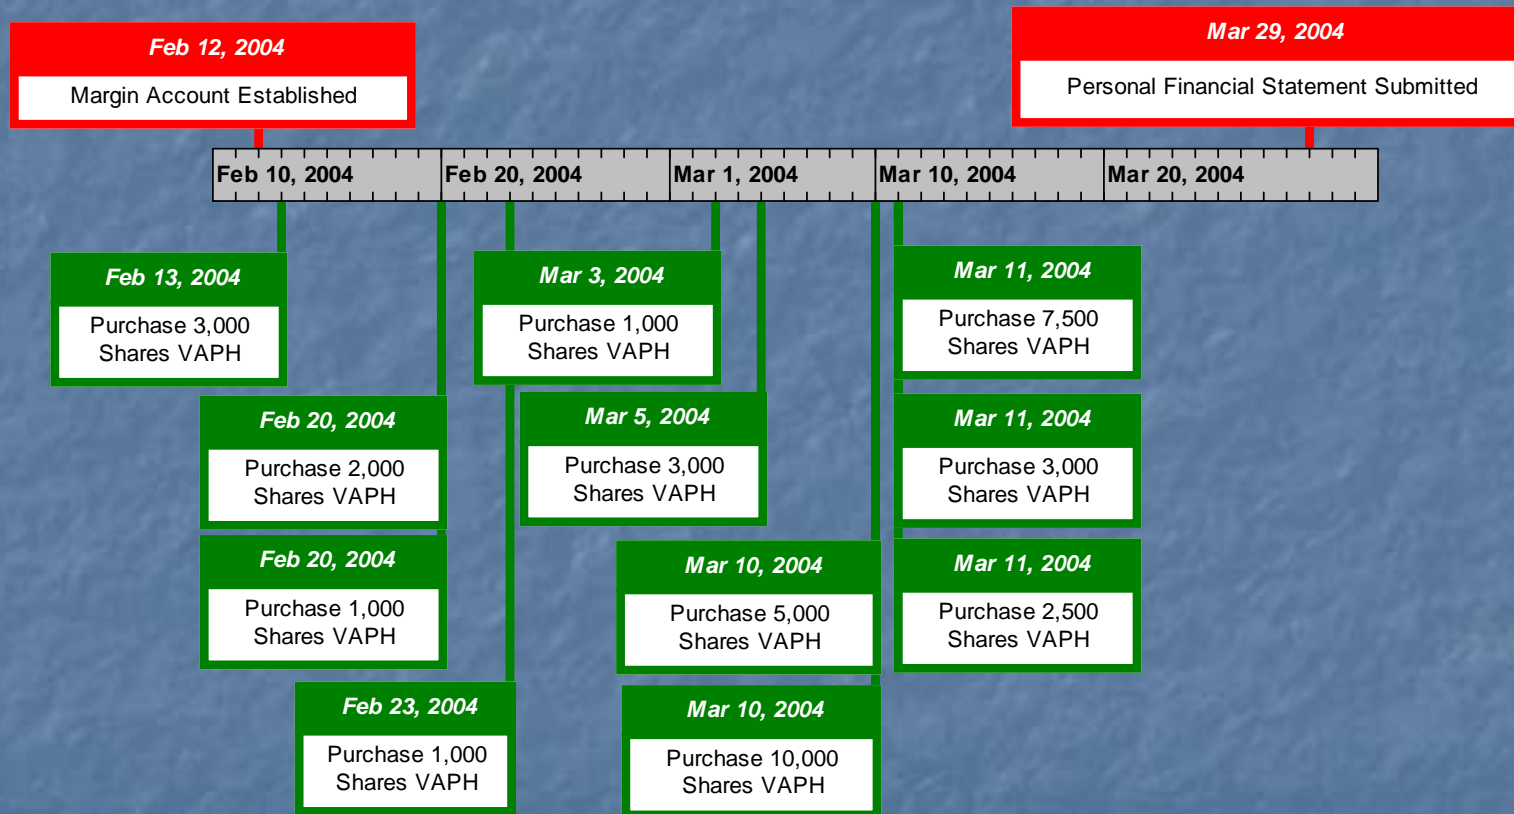 Feb 12, 2004
Margin Account Established
Mar 29, 2004
Personal Financial Statement Submitted
Feb 10, 2004
Feb 20, 2004
Mar 1, 2004
Mar 10, 2004
Mar 20, 2004
Feb 13, 2004
Purchase 3,000
Shares VAPH
Feb 20, 2004
Purchase 2,000
Shares VAPH
Feb 20, 2004
Purchase 1,000
Shares VAPH
Feb 23, 2004
Purchase 1,000
Shares VAPH
Mar 3, 2004
Purchase 1,000
Shares VAPH
Mar 5, 2004
Purchase 3,000
Shares VAPH
Mar 10, 2004
Purchase 5,000
Shares VAPH
Mar 10, 2004
Purchase 10,000
Shares VAPH
Mar 11, 2004
Purchase 7,500
Shares VAPH
Mar 11, 2004
Purchase 3,000
Shares VAPH
Mar 11, 2004
Purchase 2,500
Shares VAPH